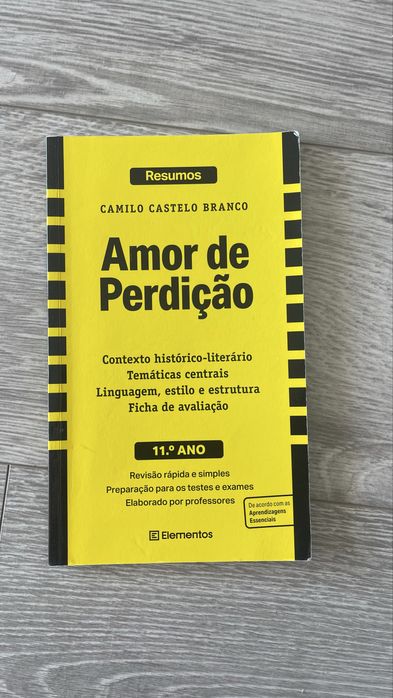 Resumos
CAMILO CASTELO BRANCO
Amor de
Perdição
Contexto histórico-literário
Temáticas centrais
Linguagem, estilo e estrutura
Ficha de avaliação
11.º ANO
Revisão rápida e simples
Preparação para os testes e exames
Elaborado por professores
De acordo com as
Aprendizagens
Essenciais
E Elementos